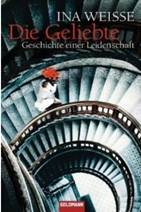 INA WEISSE
Die Geliebte
Geschichte einer Leidenschaft
GOLDMANN